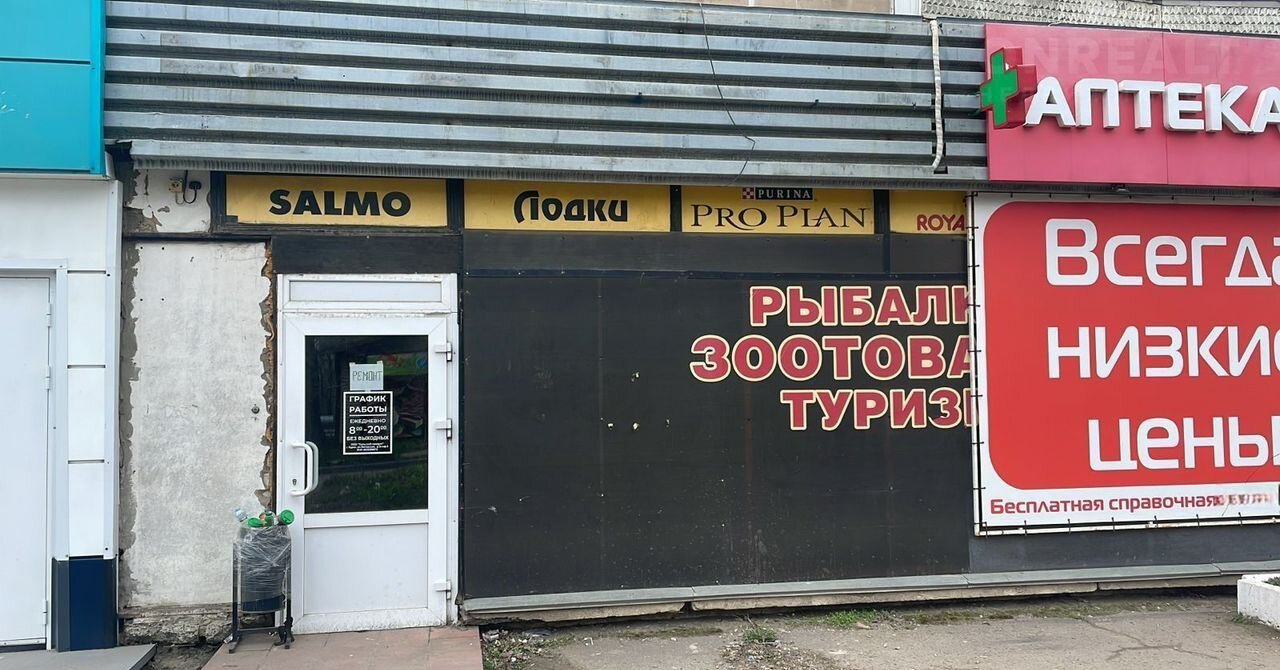 АПТЕКА
SALMO
Лодки
PURINA
PRO PLAN
ROYA
РЫБАЛК
ЗООТОВА
ТУРИЗ
Всегда
низкие
цены
Бесплатная справочная
РЕМОНТ
ГРАФИК
РАБОТЫ
ЕЖЕДНЕВНО
8⁰⁰-20⁰⁰
БЕЗ ВЫХОДНЫХ